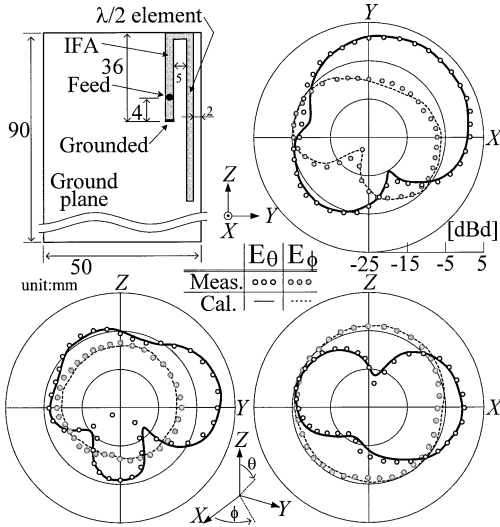 λ/2 element
IFA
36
Feed
5
4
2
Grounded
90
Ground
plane
50
unit:mm
Z
Y
X
Y
X
[dBd]
-25 -15 -5 5
Eθ Eϕ
Meas.
Cal.
Z
Y
Z
X
Z
θ
X
ϕ
Y